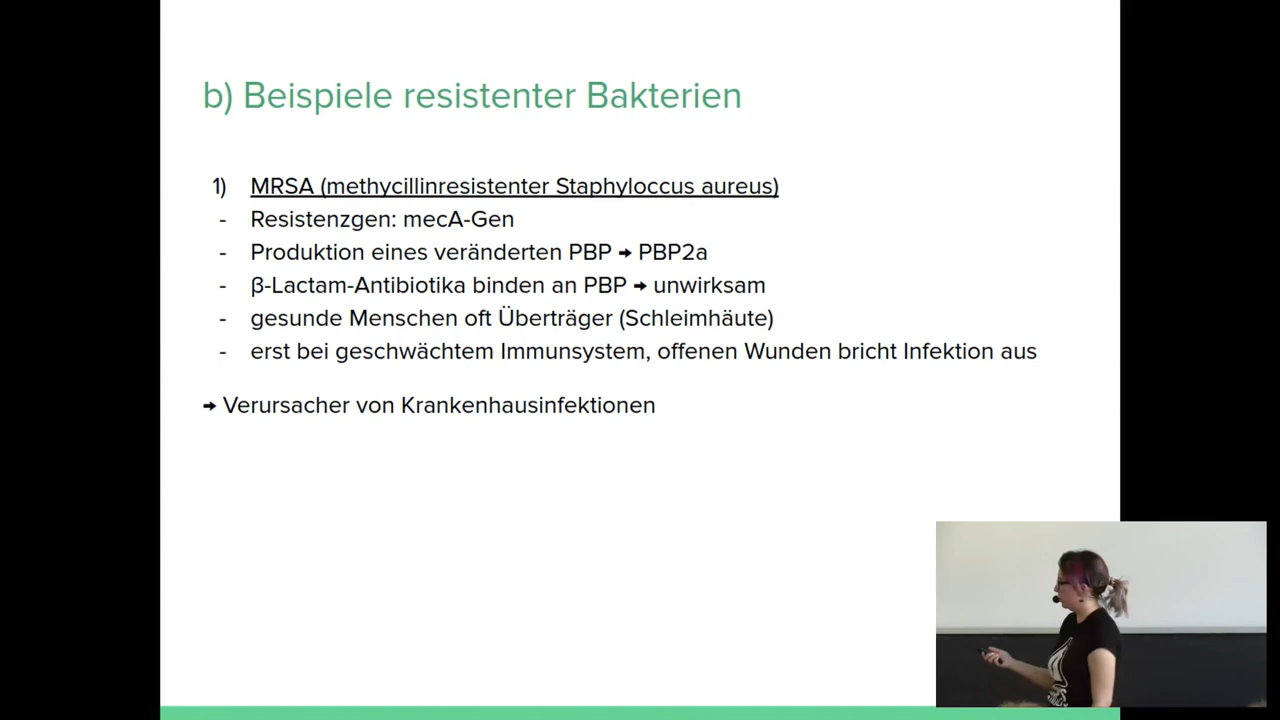 b) Beispiele resistenter Bakterien
1) MRSA (methycillinresistenter Staphyloccus aureus)
- Resistenzgen: mecA-Gen
- Produktion eines veränderten PBP → PBP2a
- β-Lactam-Antibiotika binden an PBP → unwirksam
- gesunde Menschen oft Überträger (Schleimhäute)
- erst bei geschwächtem Immunsystem, offenen Wunden bricht Infektion aus
→ Verursacher von Krankenhausinfektionen